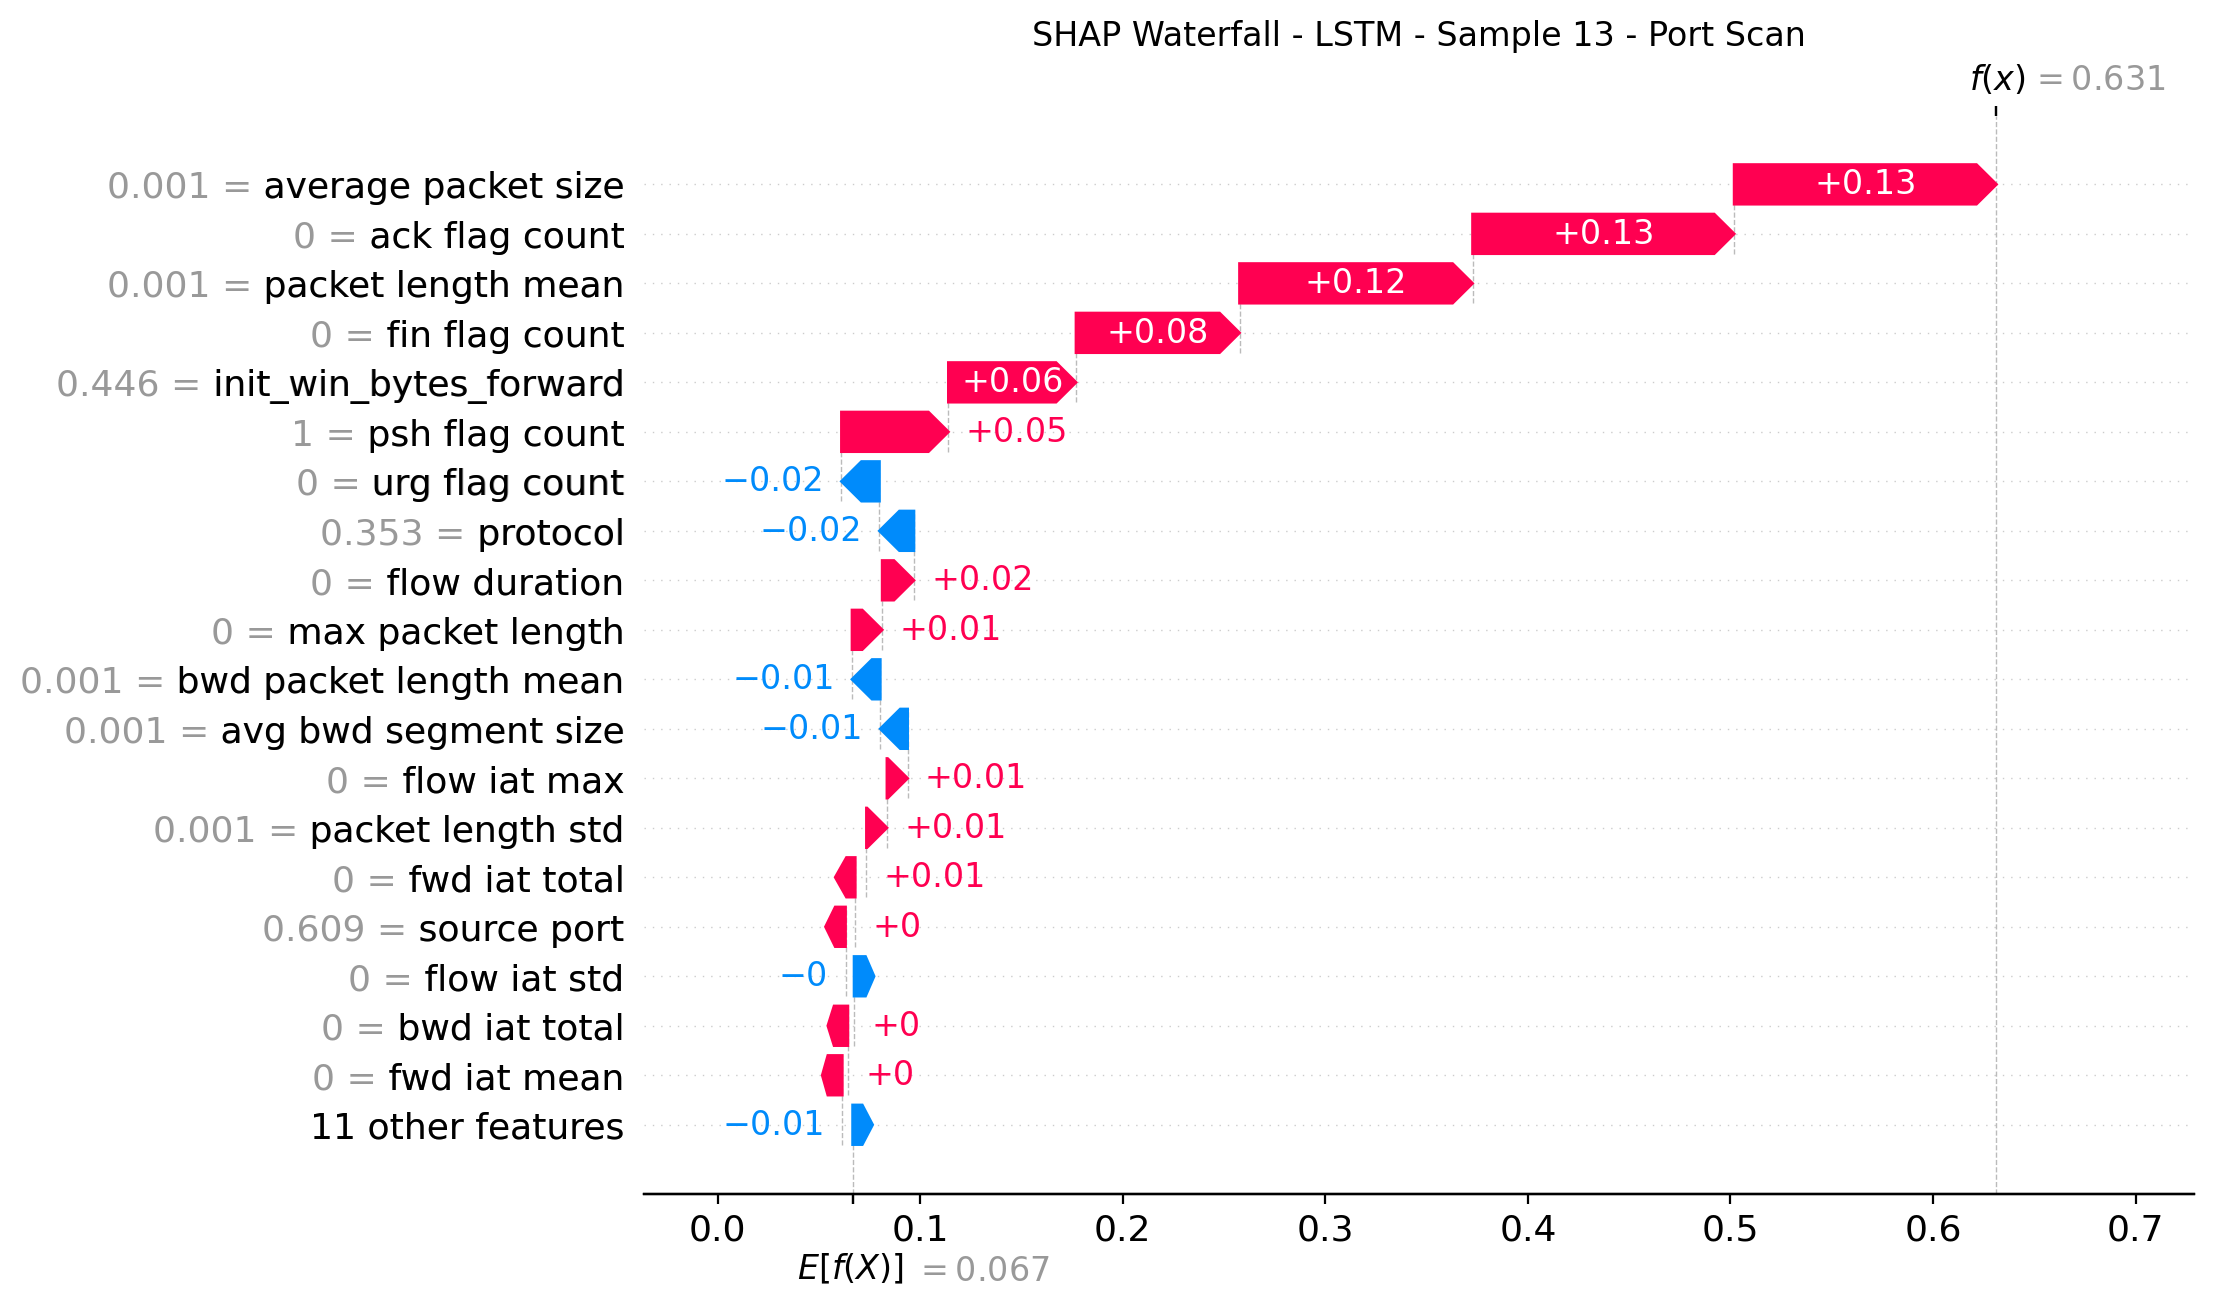 SHAP Waterfall - LSTM - Sample 13 - Port Scan
f(x) = 0.631
0.001 = average packet size +0.13
0 = ack flag count +0.13
0.001 = packet length mean +0.12
0 = fin flag count +0.08
0.446 = init_win_bytes_forward +0.06
1 = psh flag count +0.05
0 = urg flag count −0.02
0.353 = protocol −0.02
0 = flow duration +0.02
0 = max packet length +0.01
0.001 = bwd packet length mean −0.01
0.001 = avg bwd segment size −0.01
0 = flow iat max +0.01
0.001 = packet length std +0.01
0 = fwd iat total +0.01
0.609 = source port +0
0 = flow iat std −0
0 = bwd iat total +0
0 = fwd iat mean +0
11 other features −0.01
0.0 0.1 0.2 0.3 0.4 0.5 0.6 0.7
E[f(X)] = 0.067